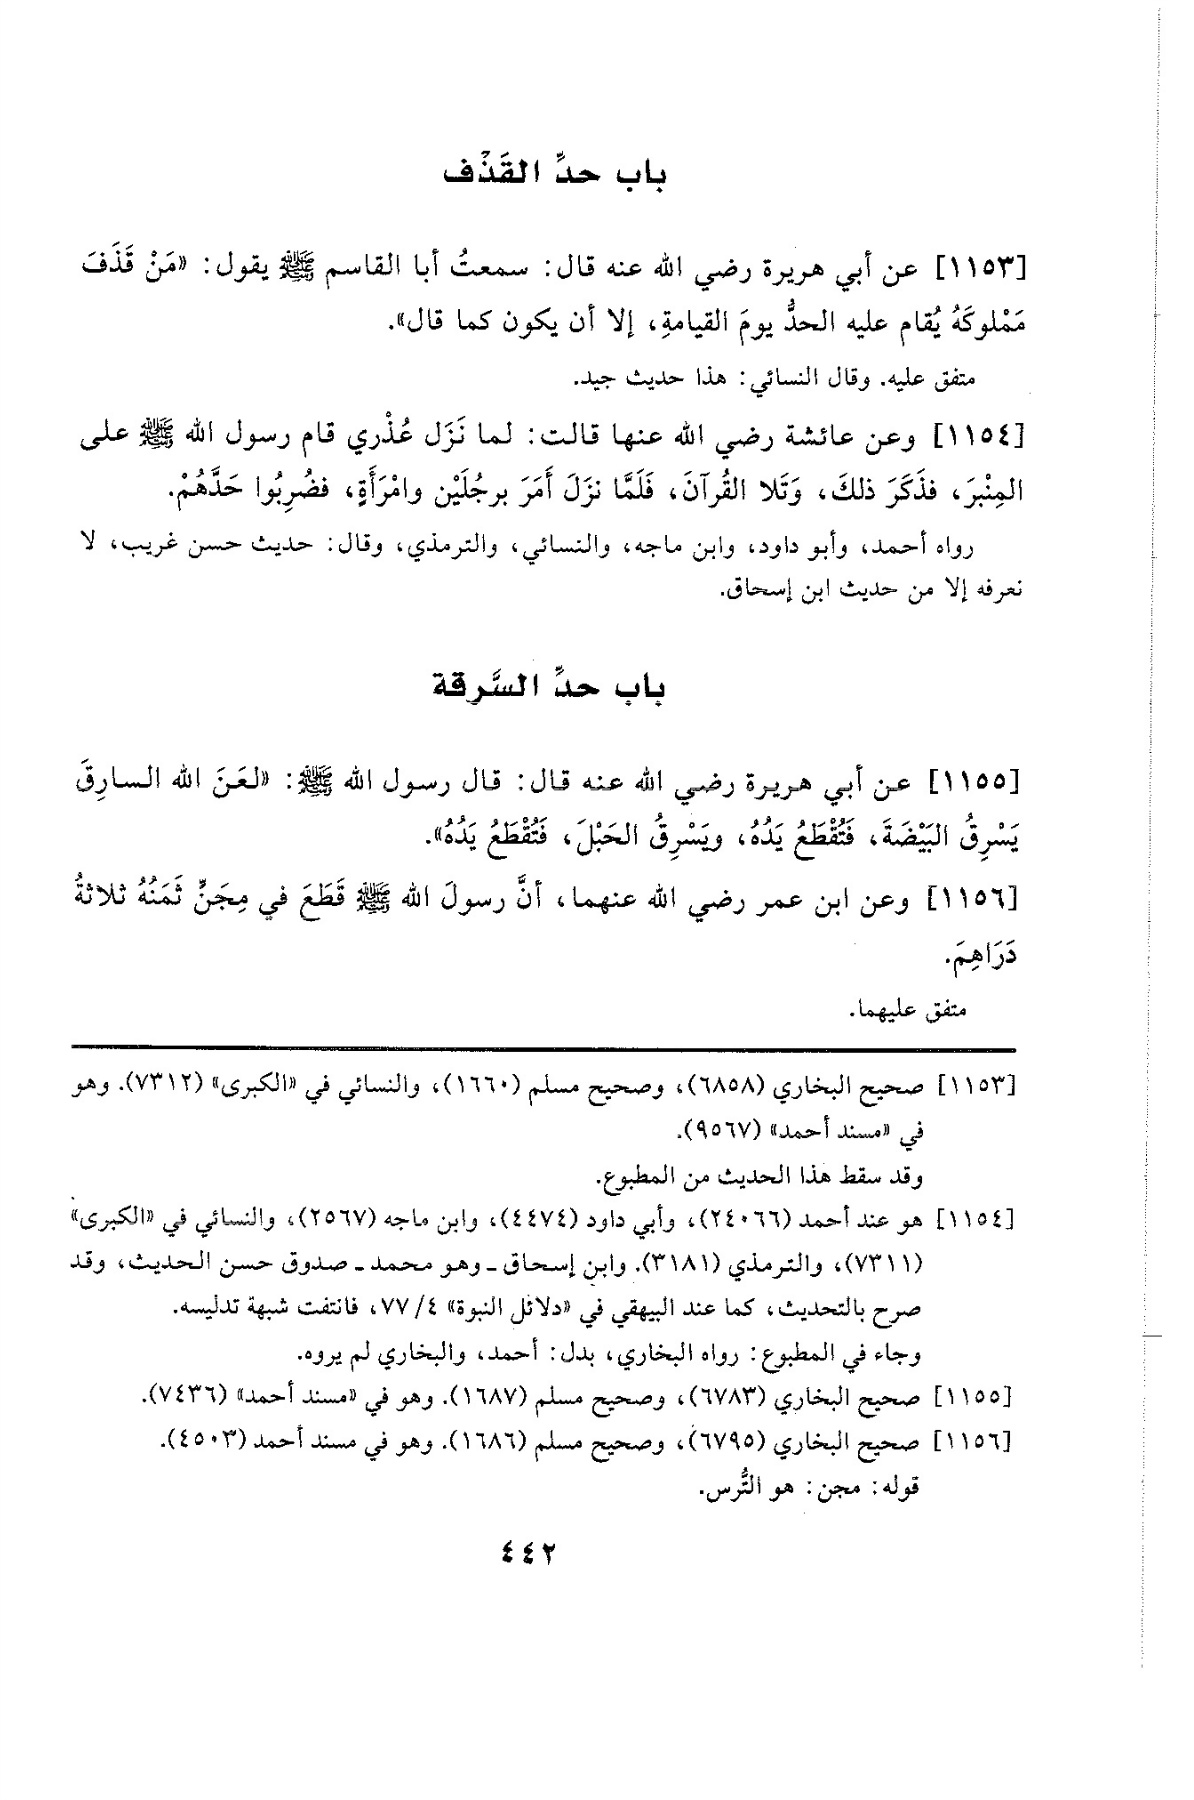 باب حدِّ القَذْف
[١١٥٣] عن أبي هريرة رضي الله عنه قال: سمعتُ أبا القاسم ﷺ يقول: «مَنْ قَذَفَ
مَمْلوكَهُ يُقام عليه الحدُّ يومَ القيامةِ، إلا أن يكون كما قال».
متفق عليه. وقال النسائي: هذا حديث جيد.
[١١٥٤] وعن عائشة رضي الله عنها قالت: لما نَزَل عُذْري قام رسول الله ﷺ على
المِنْبرَ، فذَكَرَ ذلكَ، وَتَلا القُرآنَ، فَلَمَّا نزَلَ أَمَرَ برجُلَيْن وامْرَأَةٍ، فضُرِبُوا حَدَّهُمْ.
رواه أحمد، وأبو داود، وابن ماجه، والنسائي، والترمذي، وقال: حديث حسن غريب، لا
نعرفه إلا من حديث ابن إسحاق.
باب حدِّ السَّرقة
[١١٥٥] عن أبي هريرة رضي الله عنه قال: قال رسول الله ﷺ: «لعَنَ الله السارِقَ
يَسْرِقُ البَيْضَةَ، فَتُقْطَعُ يَدُهُ، ويَسْرِقُ الحَبْلَ، فَتُقْطَعُ يَدُهُ».
[١١٥٦] وعن ابن عمر رضي الله عنهما، أنَّ رسولَ الله ﷺ قَطَعَ في مِجَنٍّ ثَمَنُهُ ثلاثةُ
دَرَاهِمَ.
متفق عليهما.
[١١٥٣] صحيح البخاري (٦٨٥٨)، وصحيح مسلم (١٦٦٠)، والنسائي في «الكبرى» (٧٣١٢). وهو
في «مسند أحمد» (٩٥٦٧).
وقد سقط هذا الحديث من المطبوع.
[١١٥٤] هو عند أحمد (٢٤٠٦٦)، وأبي داود (٤٤٧٤)، وابن ماجه (٢٥٦٧)، والنسائي في «الكبرى»
(٧٣١١)، والترمذي (٣١٨١). وابن إسحاق ـ وهو محمد ـ صدوق حسن الحديث، وقد
صرح بالتحديث، كما عند البيهقي في «دلائل النبوة» ٤/ ٧٧، فانتفت شبهة تدليسه.
وجاء في المطبوع: رواه البخاري، بدل: أحمد، والبخاري لم يروه.
[١١٥٥] صحيح البخاري (٦٧٨٣)، وصحيح مسلم (١٦٨٧). وهو في «مسند أحمد» (٧٤٣٦).
[١١٥٦] صحيح البخاري (٦٧٩٥)، وصحيح مسلم (١٦٨٦). وهو في مسند أحمد (٤٥٠٣).
قوله: مجن: هو التُّرس.
٤٤٢